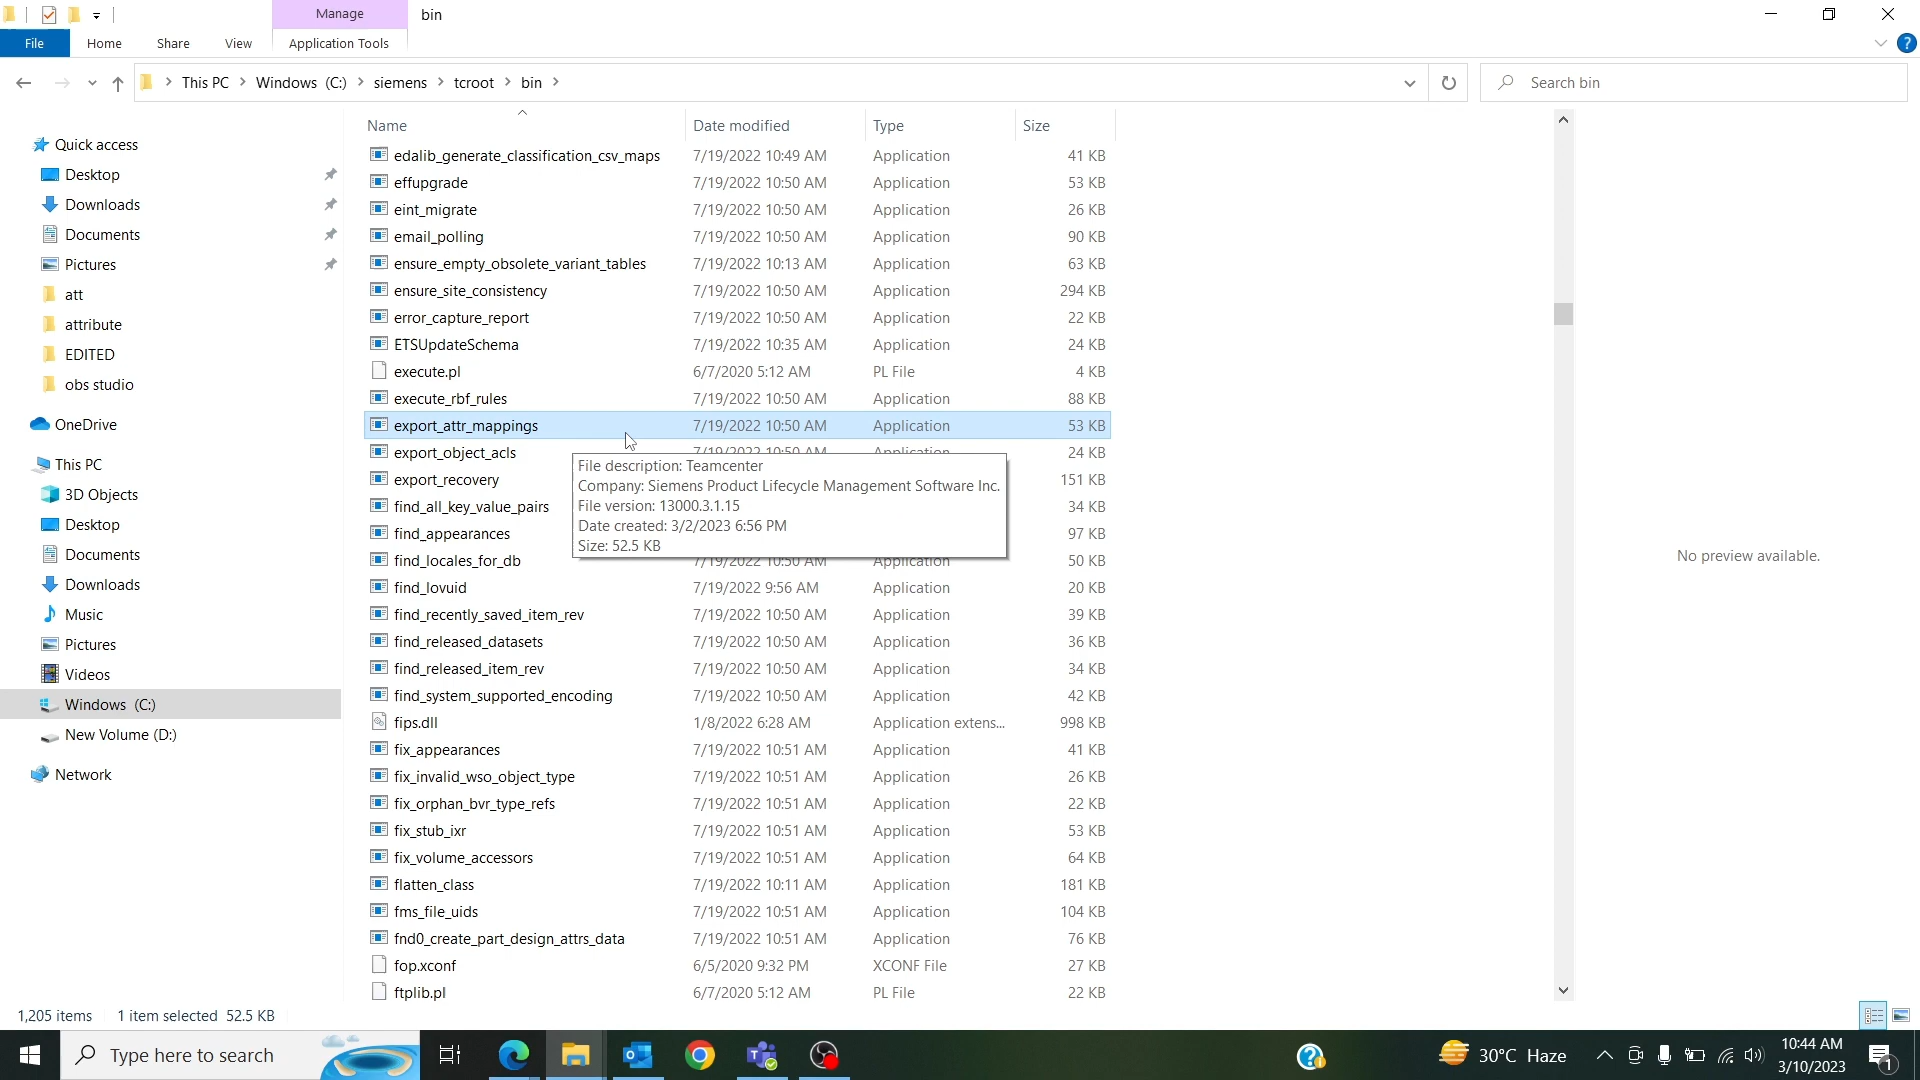 Manage
bin
File
Home
Share
View
Application Tools
?
This PC
Windows (C:)
siemens
tcroot
bin
Search bin
Name
Date modified
Type
Size
Quick access
Desktop
Downloads
Documents
Pictures
att
attribute
EDITED
obs studio
OneDrive
This PC
3D Objects
Desktop
Documents
Downloads
Music
Pictures
Videos
Windows (C:)
New Volume (D:)
Network
edalib_generate_classification_csv_maps 7/19/2022 10:49 AM Application 41 KB
effupgrade 7/19/2022 10:50 AM Application 53 KB
eint_migrate 7/19/2022 10:50 AM Application 26 KB
email_polling 7/19/2022 10:50 AM Application 90 KB
ensure_empty_obsolete_variant_tables 7/19/2022 10:13 AM Application 63 KB
ensure_site_consistency 7/19/2022 10:50 AM Application 294 KB
error_capture_report 7/19/2022 10:50 AM Application 22 KB
ETSUpdateSchema 7/19/2022 10:35 AM Application 24 KB
execute.pl 6/7/2020 5:12 AM PL File 4 KB
execute_rbf_rules 7/19/2022 10:50 AM Application 88 KB
export_attr_mappings 7/19/2022 10:50 AM Application 53 KB
export_object_acls 7/19/2022 10:50 AM Application 24 KB
export_recovery 151 KB
find_all_key_value_pairs 34 KB
find_appearances 97 KB
find_locales_for_db 7/19/2022 10:50 AM Application 50 KB
File description: Teamcenter
Company: Siemens Product Lifecycle Management Software Inc.
File version: 13000.3.1.15
Date created: 3/2/2023 6:56 PM
Size: 52.5 KB
find_lovuid 7/19/2022 9:56 AM Application 20 KB
find_recently_saved_item_rev 7/19/2022 10:50 AM Application 39 KB
find_released_datasets 7/19/2022 10:50 AM Application 36 KB
find_released_item_rev 7/19/2022 10:50 AM Application 34 KB
find_system_supported_encoding 7/19/2022 10:50 AM Application 42 KB
fips.dll 1/8/2022 6:28 AM Application extens... 998 KB
fix_appearances 7/19/2022 10:51 AM Application 41 KB
fix_invalid_wso_object_type 7/19/2022 10:51 AM Application 26 KB
fix_orphan_bvr_type_refs 7/19/2022 10:51 AM Application 22 KB
fix_stub_ixr 7/19/2022 10:51 AM Application 53 KB
fix_volume_accessors 7/19/2022 10:51 AM Application 64 KB
flatten_class 7/19/2022 10:11 AM Application 181 KB
fms_file_uids 7/19/2022 10:51 AM Application 104 KB
fnd0_create_part_design_attrs_data 7/19/2022 10:51 AM Application 76 KB
fop.xconf 6/5/2020 9:32 PM XCONF File 27 KB
ftplib.pl 6/7/2020 5:12 AM PL File 22 KB
No preview available.
1,205 items
1 item selected 52.5 KB
Type here to search
30°C Haze
10:44 AM
3/10/2023
1